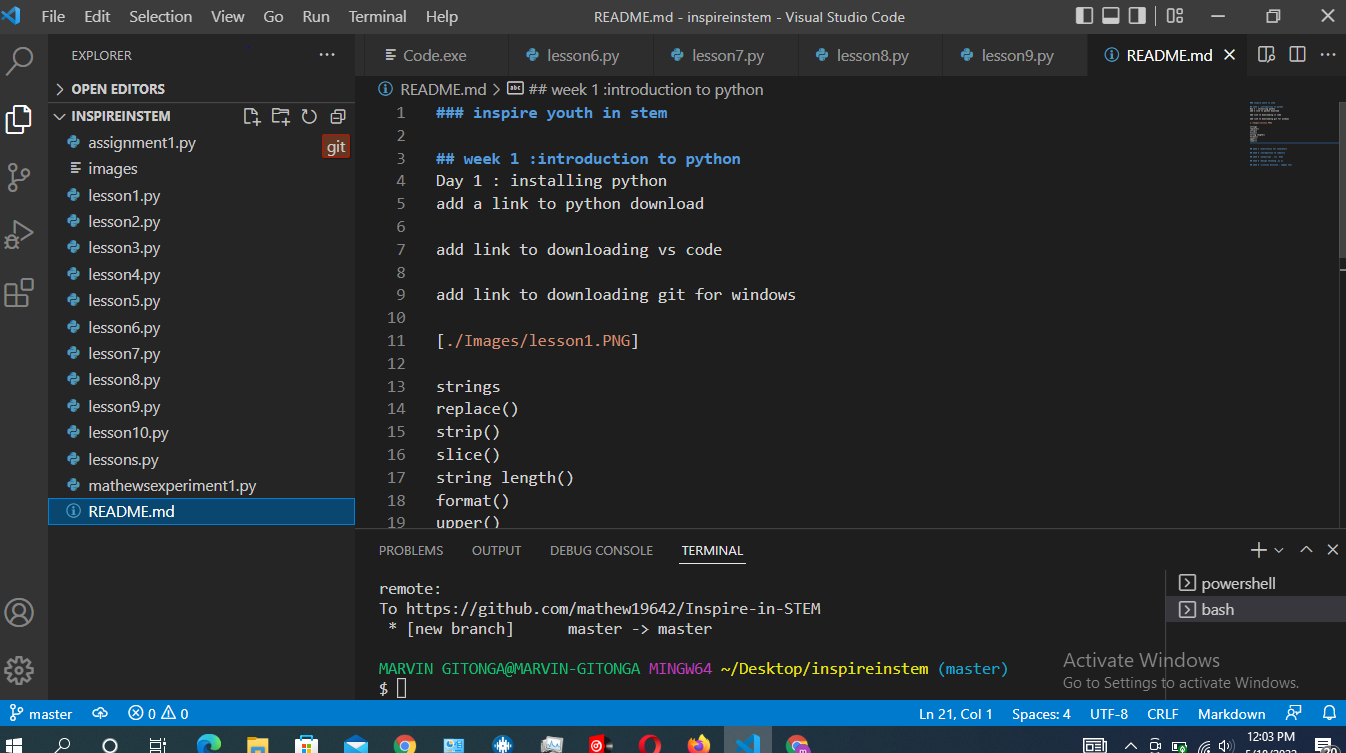 File Edit Selection View Go Run Terminal Help README.md - inspireinstem - Visual Studio Code
EXPLORER
Code.exe lesson6.py lesson7.py lesson8.py lesson9.py README.md
OPEN EDITORS
README.md > ## week 1 :introduction to python
INSPIREINSTEM
assignment1.py
git
images
lesson1.py
lesson2.py
lesson3.py
lesson4.py
lesson5.py
lesson6.py
lesson7.py
lesson8.py
lesson9.py
lesson10.py
lessons.py
mathewsexperiment1.py
README.md
1 ### inspire youth in stem
2
3 ## week 1 :introduction to python
4 Day 1 : installing python
5 add a link to python download
6
7 add link to downloading vs code
8
9 add link to downloading git for windows
10
11 [./Images/lesson1.PNG]
12
13 strings
14 replace()
15 strip()
16 slice()
17 string length()
18 format()
19 upper()
PROBLEMS OUTPUT DEBUG CONSOLE TERMINAL
remote:
To https://github.com/mathew19642/Inspire-in-STEM
* [new branch] master -> master
MARVIN GITONGA@MARVIN-GITONGA MINGW64 ~/Desktop/inspireinstem (master)
$
powershell
bash
Activate Windows
Go to Settings to activate Windows.
master 0 0 Ln 21, Col 1 Spaces: 4 UTF-8 CRLF Markdown
12:03 PM